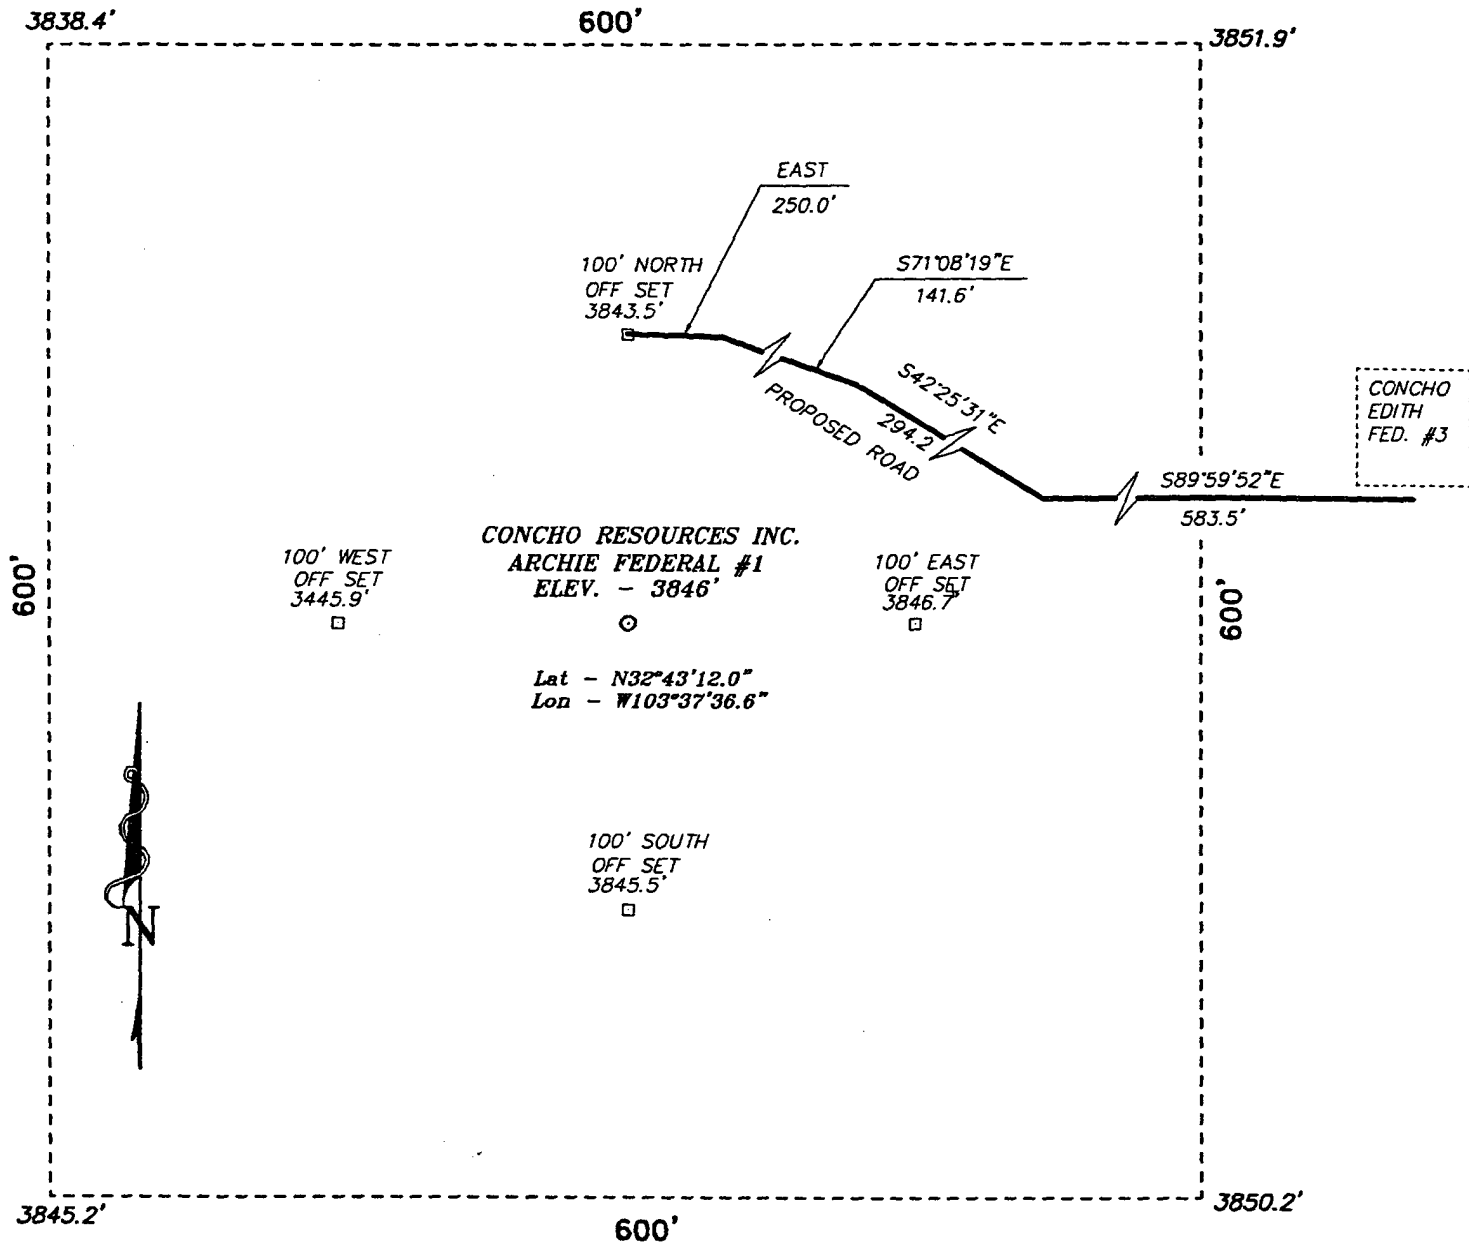 3838.4'
600'
3851.9'
EAST
250.0'
100' NORTH
OFF SET
3843.5'
S71°08'19"E
141.6'
S42°25'31"E
294.2
PROPOSED ROAD
CONCHO
EDITH
FED. #3
S89°59'52"E
583.5'
CONCHO RESOURCES INC.
ARCHIE FEDERAL #1
ELEV. - 3846'
100' WEST
OFF SET
3445.9'
100' EAST
OFF SET
3846.7'
600'
600'
Lat - N32°43'12.0"
Lon - W103°37'36.6"
100' SOUTH
OFF SET
3845.5'
N
3845.2'
600'
3850.2'